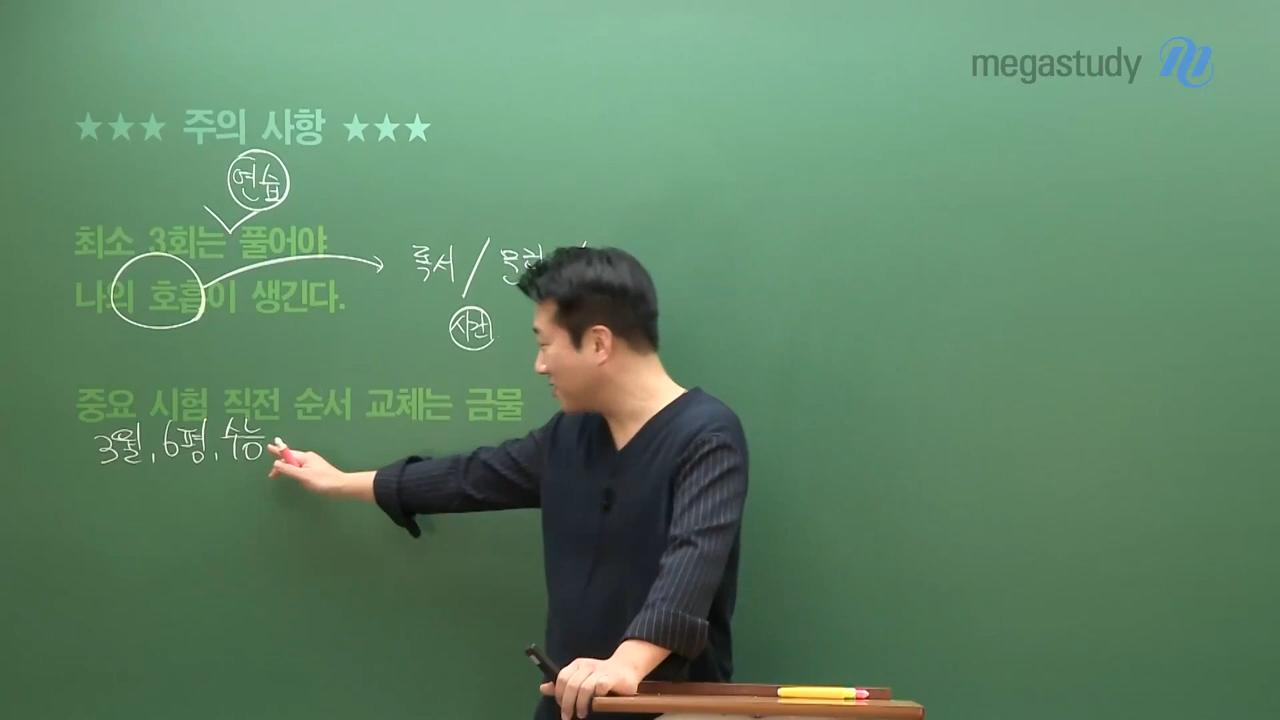 megastudy
★★★ 주의 사항 ★★★
연습
최소 3회는 풀어야
나의 호흡이 생긴다.
독서 /
시간
중요 시험 직전 순서 교체는 금물
3월, 6평, 수능